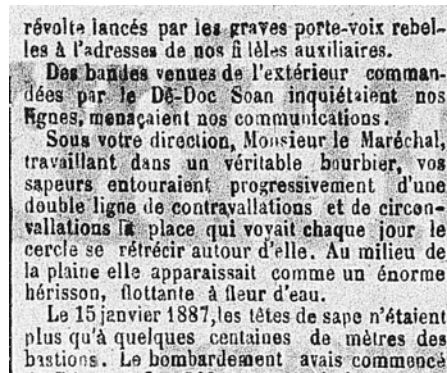 révolte lancés par les graves porte-voix rebel-
les à l'adresses de nos fi lèles auxiliaires.
Des bandes venues de l'extérieur comman-
dées par le Dê-Doc Soan inquiétaient nos
lignes, menaçaient nos communications.
Sous votre direction, Monsieur le Maréchal,
travaillant dans un véritable bourbier, vos
sapeurs entouraient progressivement d'une
double ligne de contravallations et de circon-
vallations la place qui voyait chaque jour le
cercle se rétrécir autour d'elle. Au milieu de
la plaine elle apparaissait comme un énorme
hérisson, flottante à fleur d'eau.
Le 15 janvier 1887, les têtes de sape n'étaient
plus qu'à quelques centaines de mètres des
bastions. Le bombardement avais commencé